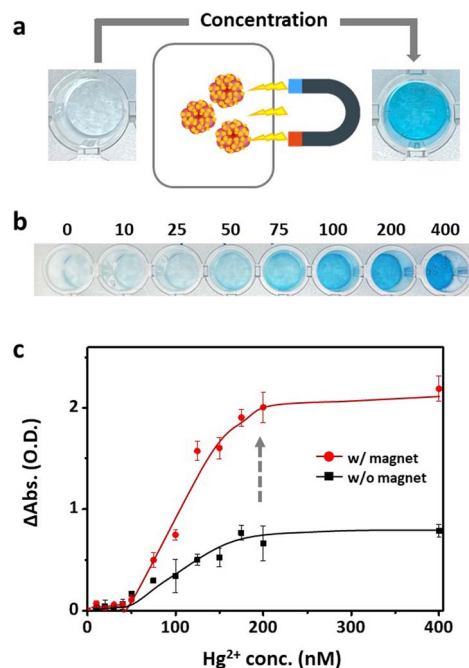 a
Concentration
b
0 10 25 50 75 100 200 400
c
ΔAbs. (O.D.)
2
1
0
w/ magnet
w/o magnet
0 100 200 300 400
Hg²⁺ conc. (nM)